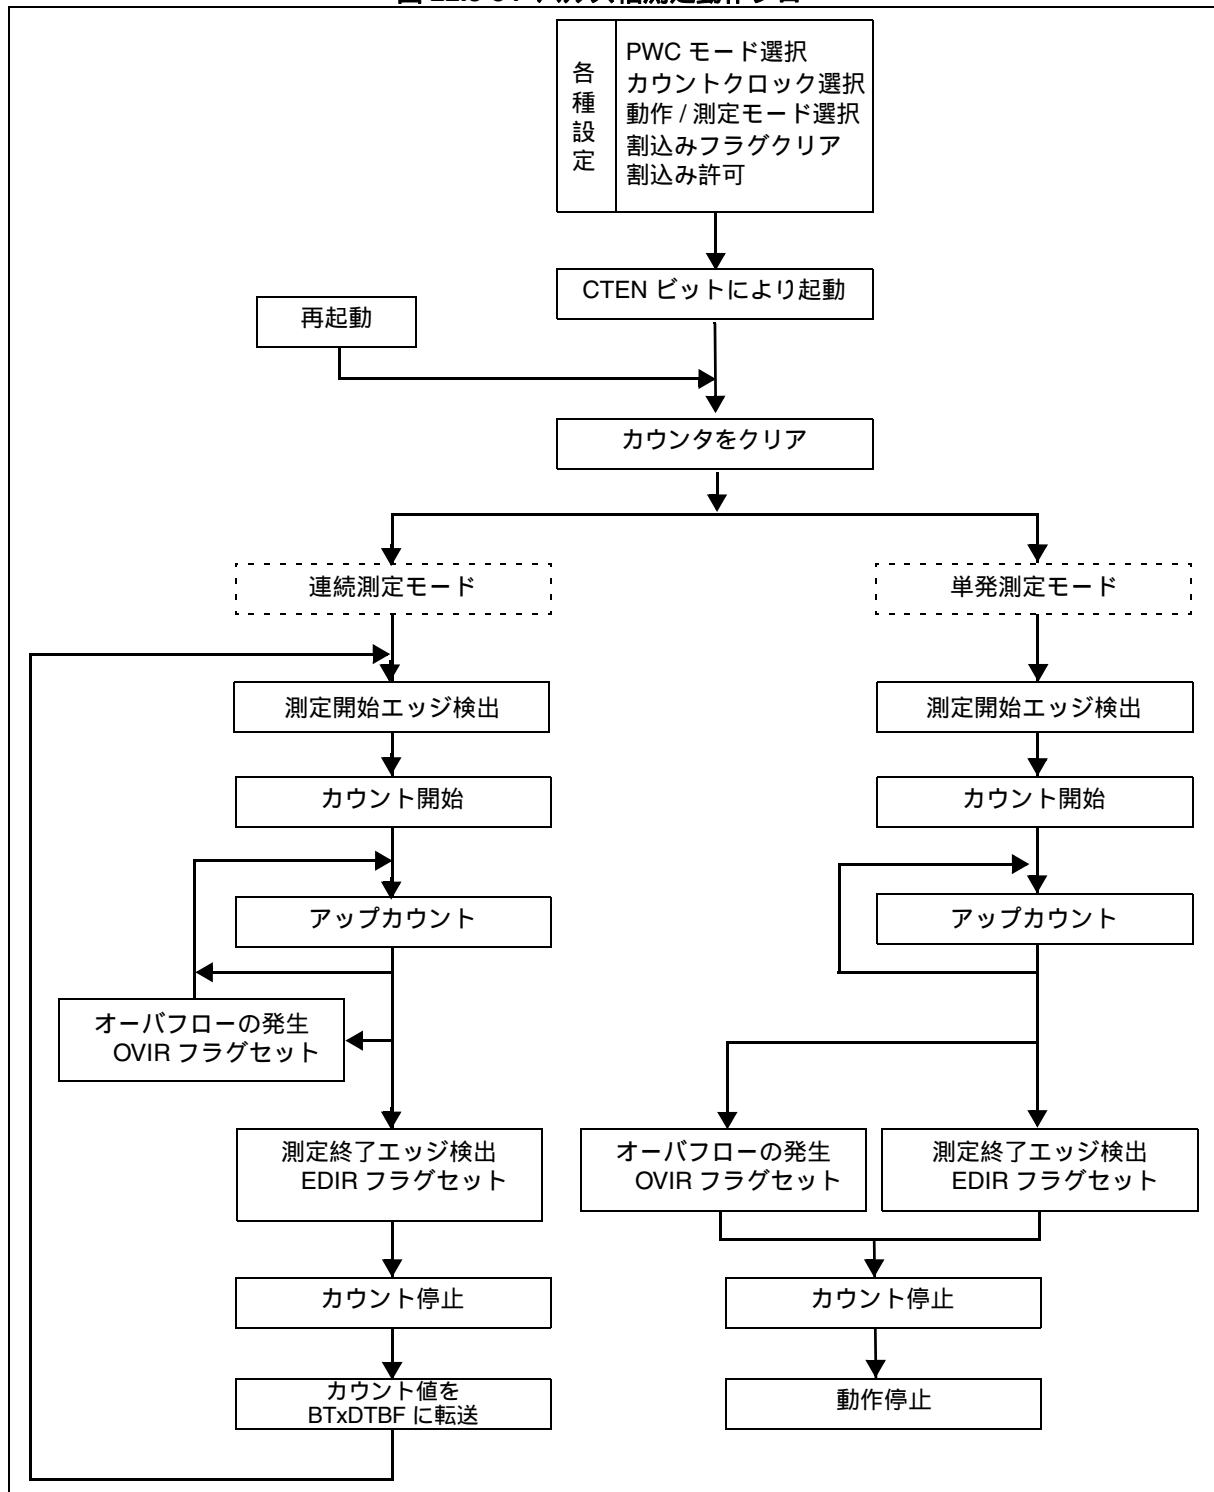 各種設定
PWC モード選択
カウントクロック選択
動作 / 測定モード選択
割込みフラグクリア
割込み許可
CTEN ビットにより起動
再起動
カウンタをクリア
連続測定モード
単発測定モード
測定開始エッジ検出
測定開始エッジ検出
カウント開始
カウント開始
アップカウント
アップカウント
オーバフローの発生
OVIR フラグセット
測定終了エッジ検出
EDIR フラグセット
オーバフローの発生
OVIR フラグセット
測定終了エッジ検出
EDIR フラグセット
カウント停止
カウント停止
カウント値を
BTxDTBF に転送
動作停止